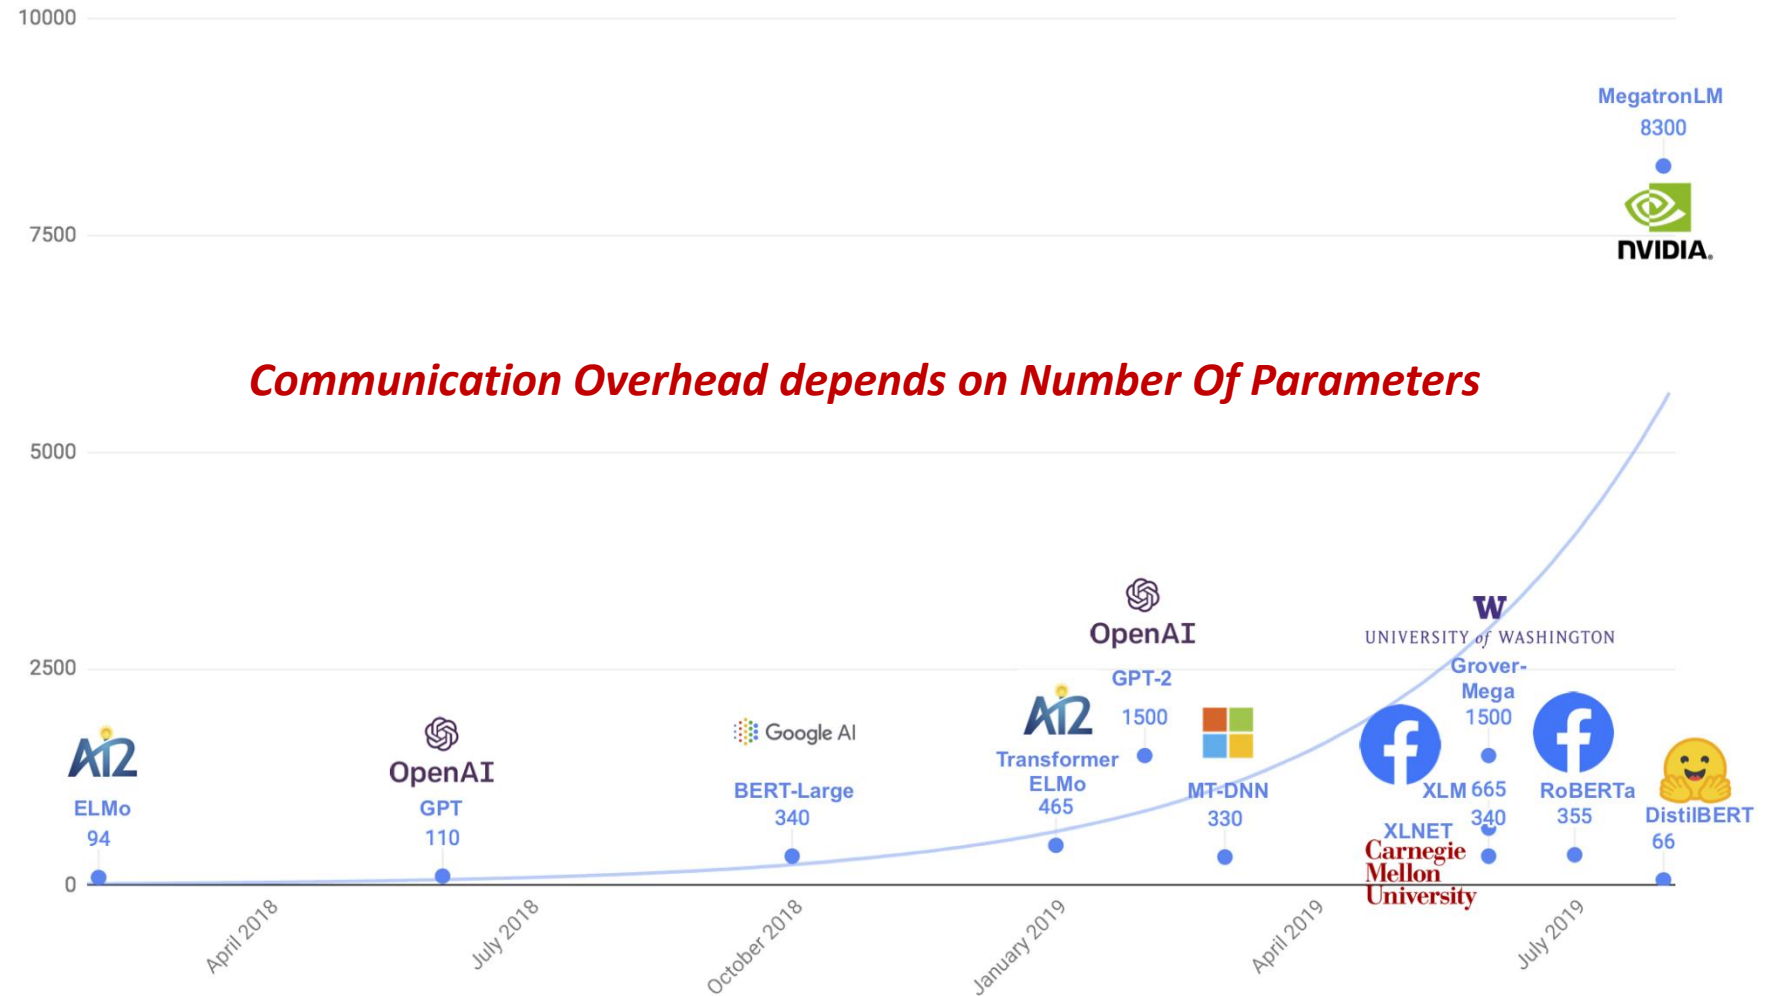 10000
MegatronLM
8300
7500
NVIDIA.
Communication Overhead depends on Number Of Parameters
5000
OpenAI
W
UNIVERSITY of WASHINGTON
2500
GPT-2
Grover-
Mega
AI2
1500
1500
Google AI
OpenAI
AI2
Transformer
ELMo
BERT-Large
MT-DNN
XLM 665
RoBERTa
ELMo
GPT
465
340
330
340
355
DistilBERT
94
110
XLNET
66
Carnegie
Mellon
University
0
April 2018
July 2018
October 2018
January 2019
April 2019
July 2019